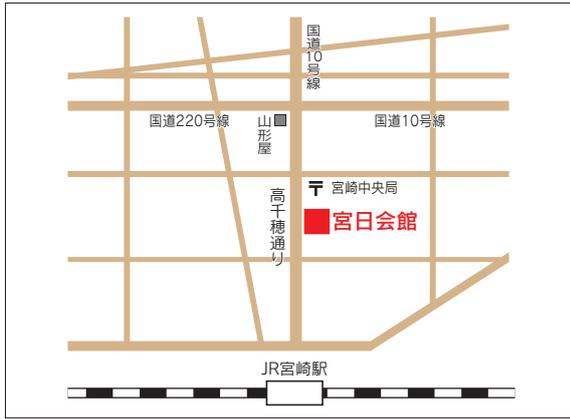 国道10号線
国道220号線
山形屋
国道10号線
宮崎中央局
宮日会館
高千穂通り
JR宮崎駅